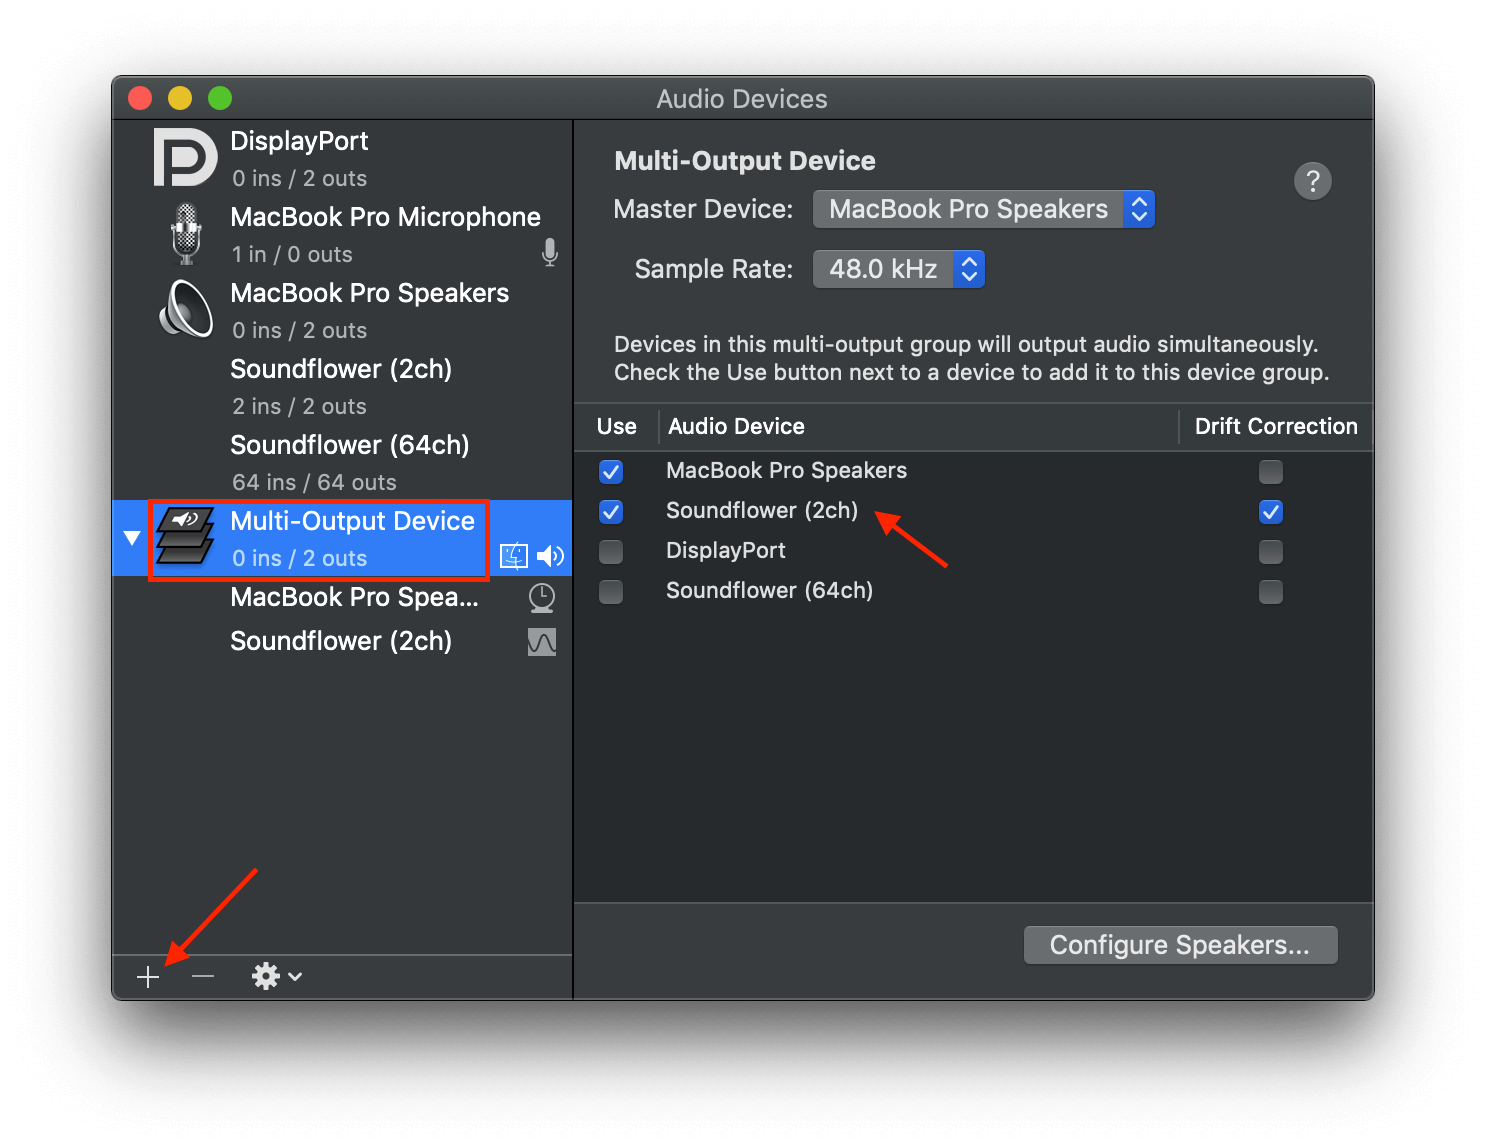 Audio Devices
DisplayPort
0 ins / 2 outs
MacBook Pro Microphone
1 in / 0 outs
MacBook Pro Speakers
0 ins / 2 outs
Soundflower (2ch)
2 ins / 2 outs
Soundflower (64ch)
64 ins / 64 outs
Multi-Output Device
0 ins / 2 outs
MacBook Pro Spea...
Soundflower (2ch)
Multi-Output Device
?
Master Device: MacBook Pro Speakers
Sample Rate: 48.0 kHz
Devices in this multi-output group will output audio simultaneously.
Check the Use button next to a device to add it to this device group.
Use Audio Device Drift Correction
MacBook Pro Speakers
Soundflower (2ch)
DisplayPort
Soundflower (64ch)
Configure Speakers...